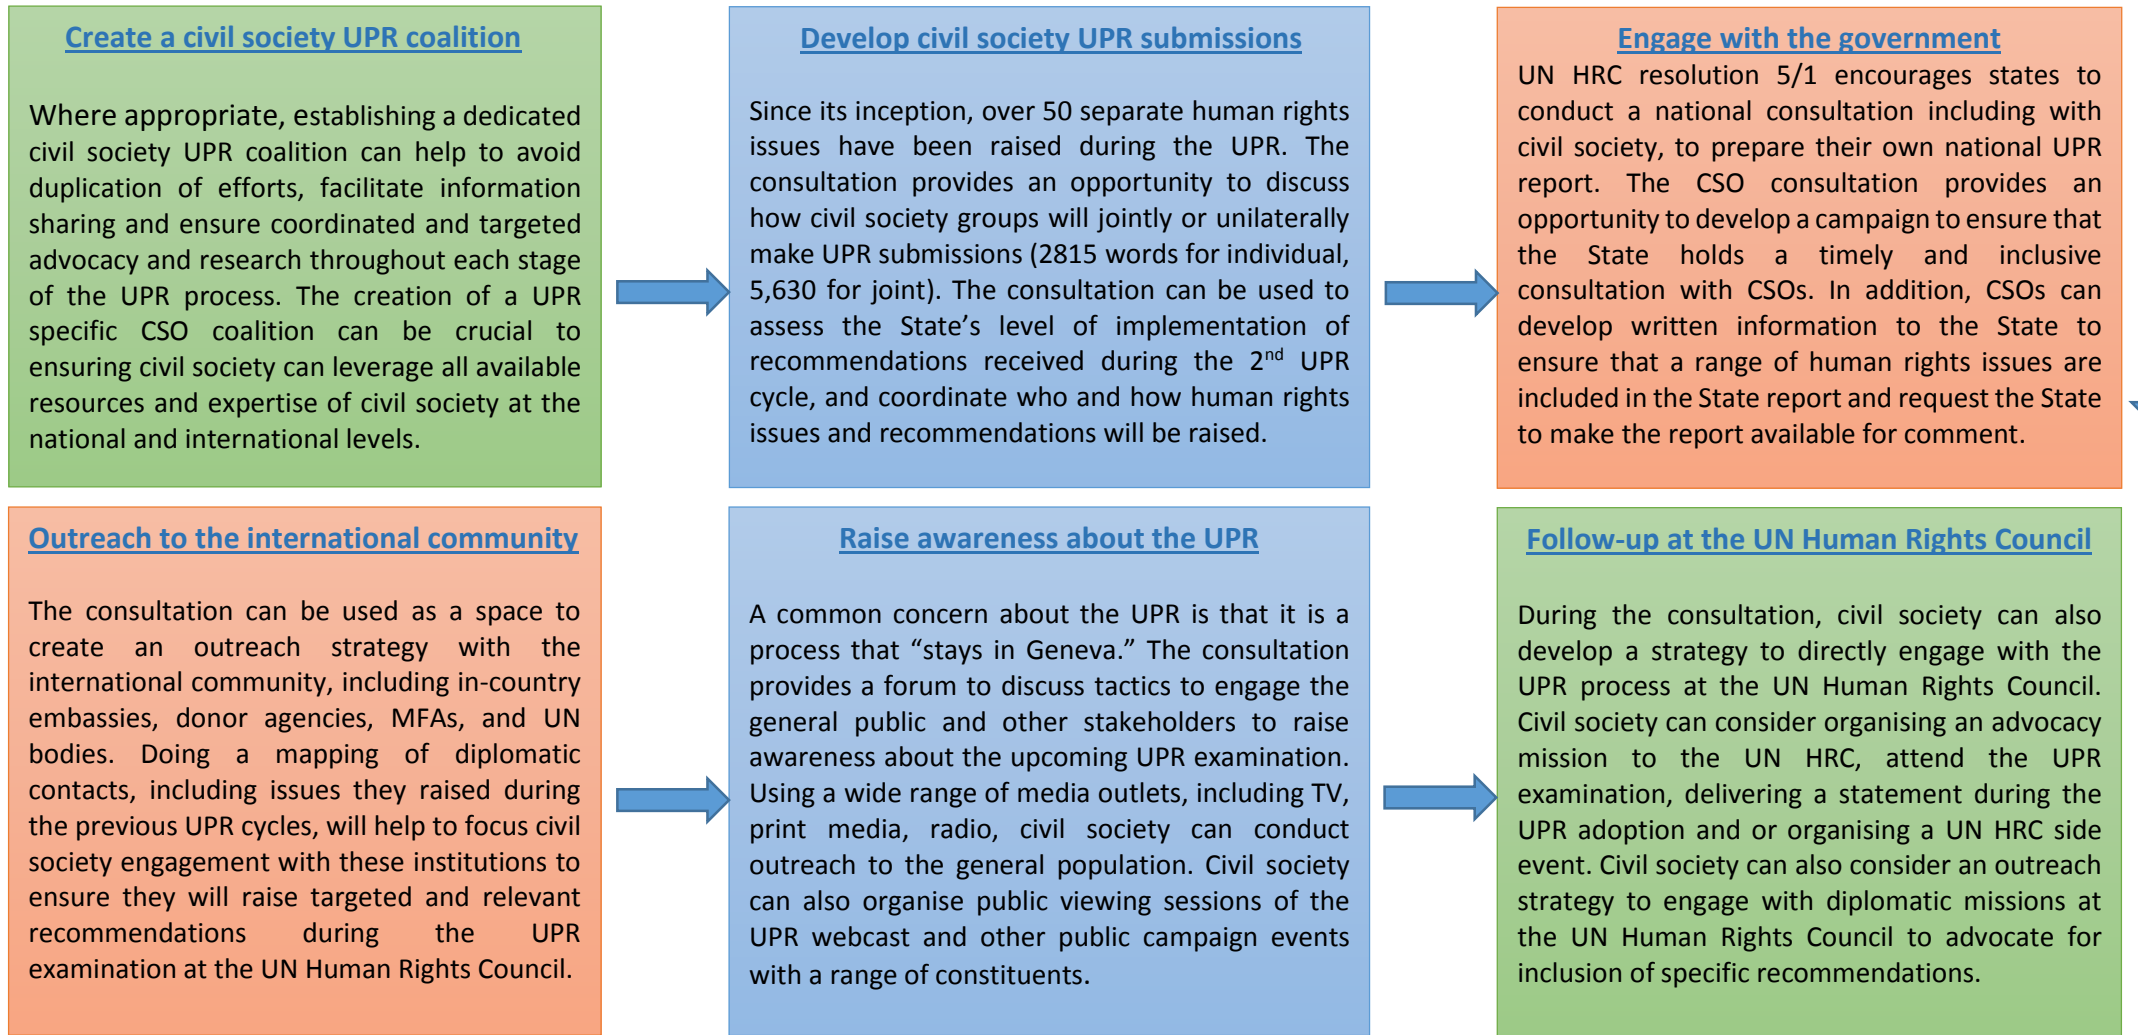 Create a civil society UPR coalition
Where appropriate, establishing a dedicated
civil society UPR coalition can help to avoid
duplication of efforts, facilitate information
sharing and ensure coordinated and targeted
advocacy and research throughout each stage
of the UPR process. The creation of a UPR
specific CSO coalition can be crucial to
ensuring civil society can leverage all available
resources and expertise of civil society at the
national and international levels.
Develop civil society UPR submissions
Since its inception, over 50 separate human rights
issues have been raised during the UPR. The
consultation provides an opportunity to discuss
how civil society groups will jointly or unilaterally
make UPR submissions (2815 words for individual,
5,630 for joint). The consultation can be used to
assess the State’s level of implementation of
recommendations received during the 2nd UPR
cycle, and coordinate who and how human rights
issues and recommendations will be raised.
Engage with the government
UN HRC resolution 5/1 encourages states to
conduct a national consultation including with
civil society, to prepare their own national UPR
report. The CSO consultation provides an
opportunity to develop a campaign to ensure that
the State holds a timely and inclusive
consultation with CSOs. In addition, CSOs can
develop written information to the State to
ensure that a range of human rights issues are
included in the State report and request the State
to make the report available for comment.
Outreach to the international community
The consultation can be used as a space to
create an outreach strategy with the
international community, including in-country
embassies, donor agencies, MFAs, and UN
bodies. Doing a mapping of diplomatic
contacts, including issues they raised during
the previous UPR cycles, will help to focus civil
society engagement with these institutions to
ensure they will raise targeted and relevant
recommendations during the UPR
examination at the UN Human Rights Council.
Raise awareness about the UPR
A common concern about the UPR is that it is a
process that “stays in Geneva.” The consultation
provides a forum to discuss tactics to engage the
general public and other stakeholders to raise
awareness about the upcoming UPR examination.
Using a wide range of media outlets, including TV,
print media, radio, civil society can conduct
outreach to the general population. Civil society
can also organise public viewing sessions of the
UPR webcast and other public campaign events
with a range of constituents.
Follow-up at the UN Human Rights Council
During the consultation, civil society can also
develop a strategy to directly engage with the
UPR process at the UN Human Rights Council.
Civil society can consider organising an advocacy
mission to the UN HRC, attend the UPR
examination, delivering a statement during the
UPR adoption and or organising a UN HRC side
event. Civil society can also consider an outreach
strategy to engage with diplomatic missions at
the UN Human Rights Council to advocate for
inclusion of specific recommendations.